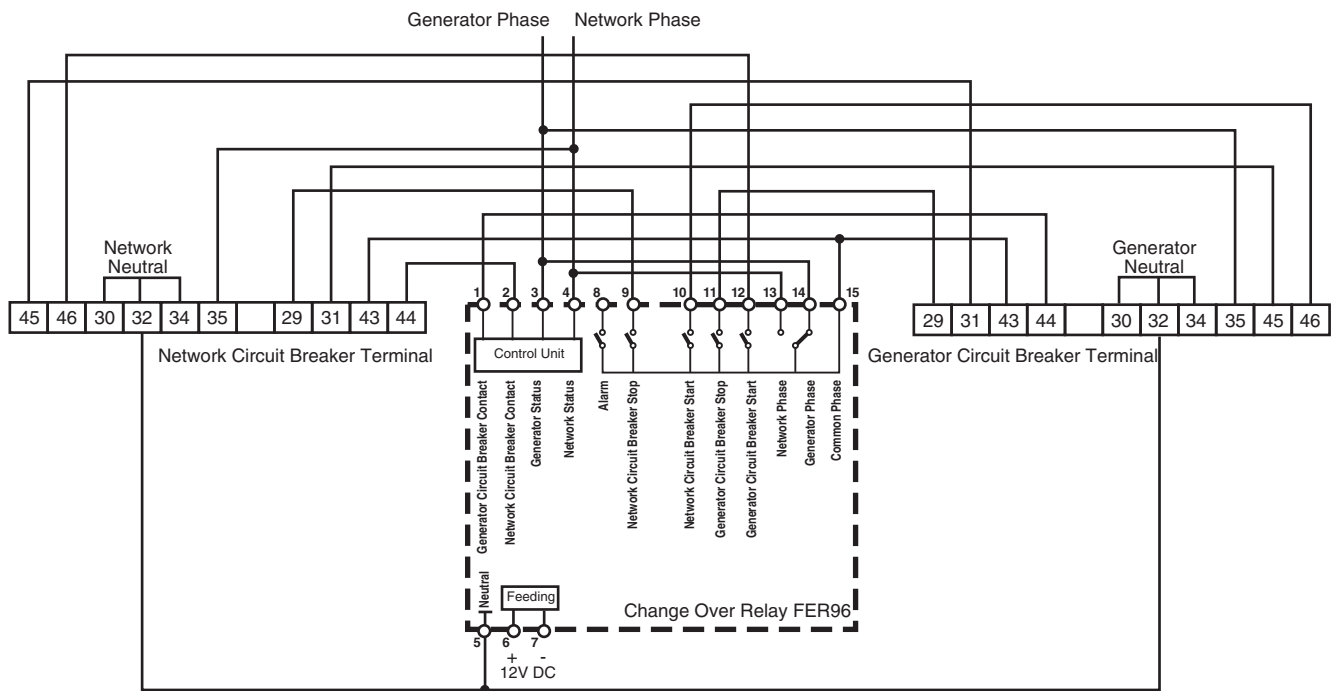 Generator Phase Network Phase
Network
Neutral
Generator
Neutral
1 2 3 4 8 9 10 11 12 13 14 15
45 46 30 32 34 35 29 31 43 44
29 31 43 44 30 32 34 35 45 46
Network Circuit Breaker Terminal
Control Unit
Generator Circuit Breaker Terminal
Generator Circuit Breaker Contact
Network Circuit Breaker Contact
Generator Status
Network Status
Alarm
Network Circuit Breaker Stop
Network Circuit Breaker Start
Generator Circuit Breaker Stop
Generator Circuit Breaker Start
Network Phase
Generator Phase
Common Phase
Neutral
Feeding
Change Over Relay FER96
5 6 7
+ -
12V DC